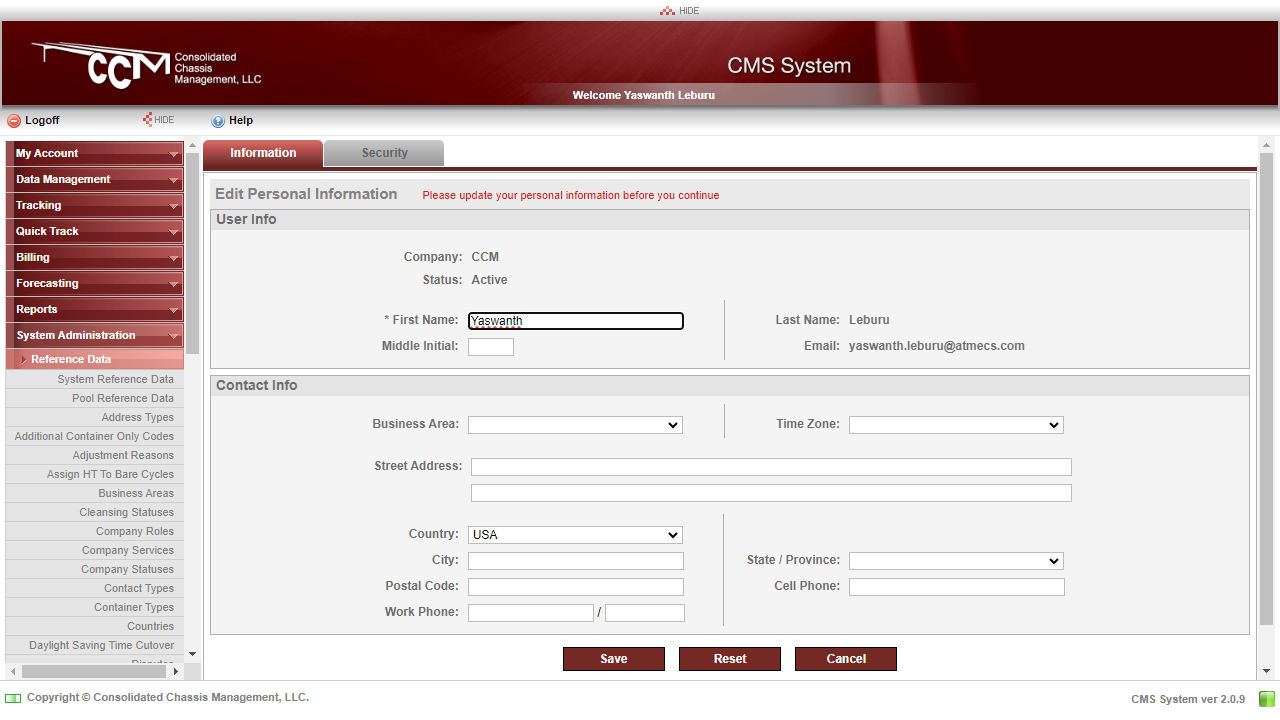 HIDE
CCM Consolidated
Chassis
Management, LLC
CMS System
Welcome Yaswanth Leburu
Logoff
HIDE
Help
My Account
Data Management
Tracking
Quick Track
Billing
Forecasting
Reports
System Administration
Reference Data
System Reference Data
Pool Reference Data
Address Types
Additional Container Only Codes
Adjustment Reasons
Assign HT To Bare Cycles
Business Areas
Cleansing Statuses
Company Roles
Company Services
Company Statuses
Contact Types
Container Types
Countries
Daylight Saving Time Cutover
Information Security
Edit Personal Information Please update your personal information before you continue
User Info
Company: CCM
Status: Active
* First Name: Yaswanth Last Name: Leburu
Middle Initial: Email: yaswanth.leburu@atmecs.com
Contact Info
Business Area: Time Zone:
Street Address:
Country: USA
City: State / Province:
Postal Code: Cell Phone:
Work Phone: /
Save Reset Cancel
Copyright © Consolidated Chassis Management, LLC. CMS System ver 2.0.9